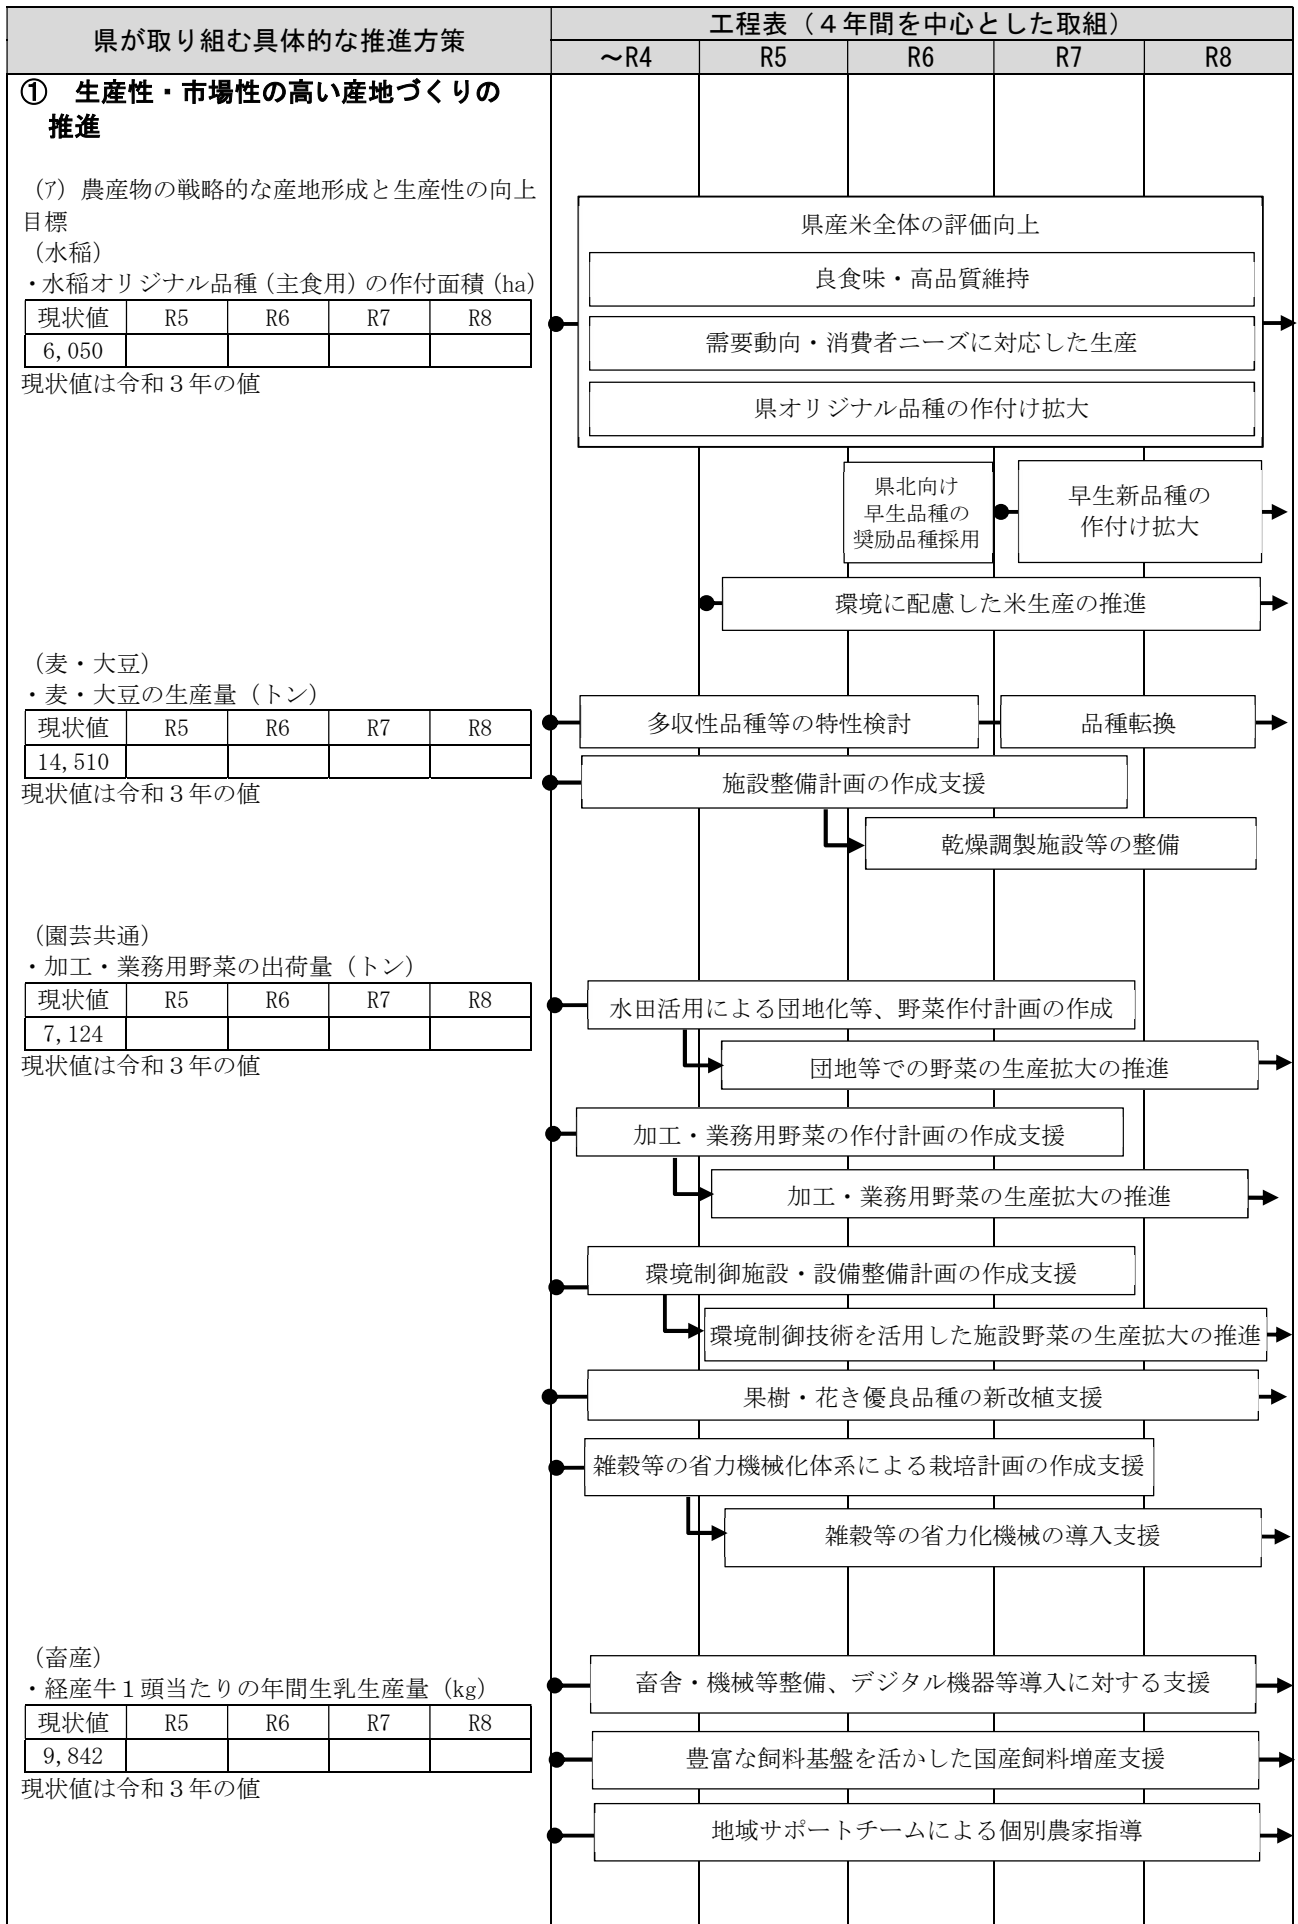 県が取り組む具体的な推進方策
工程表（４年間を中心とした取組）
～R4 R5 R6 R7 R8
① 生産性・市場性の高い産地づくりの
推進
(ｱ) 農産物の戦略的な産地形成と生産性の向上
目標
（水稲）
・水稲オリジナル品種(主食用)の作付面積(ha)
現状値 R5 R6 R7 R8
6,050
現状値は令和３年の値
県産米全体の評価向上
良食味・高品質維持
需要動向・消費者ニーズに対応した生産
県オリジナル品種の作付け拡大
県北向け
早生品種の
奨励品種採用
早生新品種の
作付け拡大
環境に配慮した米生産の推進
（麦・大豆）
・麦・大豆の生産量（トン）
現状値 R5 R6 R7 R8
14,510
現状値は令和３年の値
多収性品種等の特性検討
品種転換
施設整備計画の作成支援
乾燥調製施設等の整備
（園芸共通）
・加工・業務用野菜の出荷量（トン）
現状値 R5 R6 R7 R8
7,124
現状値は令和３年の値
水田活用による団地化等、野菜作付計画の作成
団地等での野菜の生産拡大の推進
加工・業務用野菜の作付計画の作成支援
加工・業務用野菜の生産拡大の推進
環境制御施設・設備整備計画の作成支援
環境制御技術を活用した施設野菜の生産拡大の推進
果樹・花き優良品種の新改植支援
雑穀等の省力機械化体系による栽培計画の作成支援
雑穀等の省力化機械の導入支援
（畜産）
・経産牛１頭当たりの年間生乳生産量（kg）
現状値 R5 R6 R7 R8
9,842
現状値は令和３年の値
畜舎・機械等整備、デジタル機器等導入に対する支援
豊富な飼料基盤を活かした国産飼料増産支援
地域サポートチームによる個別農家指導